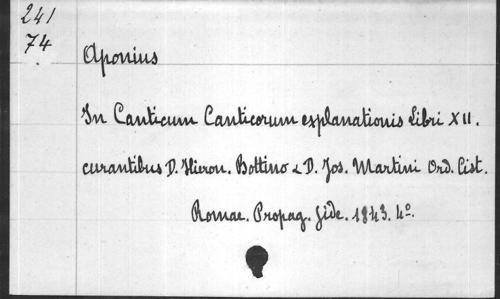 241
74
Aponius
In Canticum Canticorum explanationis Libri XII.
curantibus D. Hieron. Bottino & D. Jos. Martini Ord. Cist.
Romae. Propag. Fide. 1843. 4º.